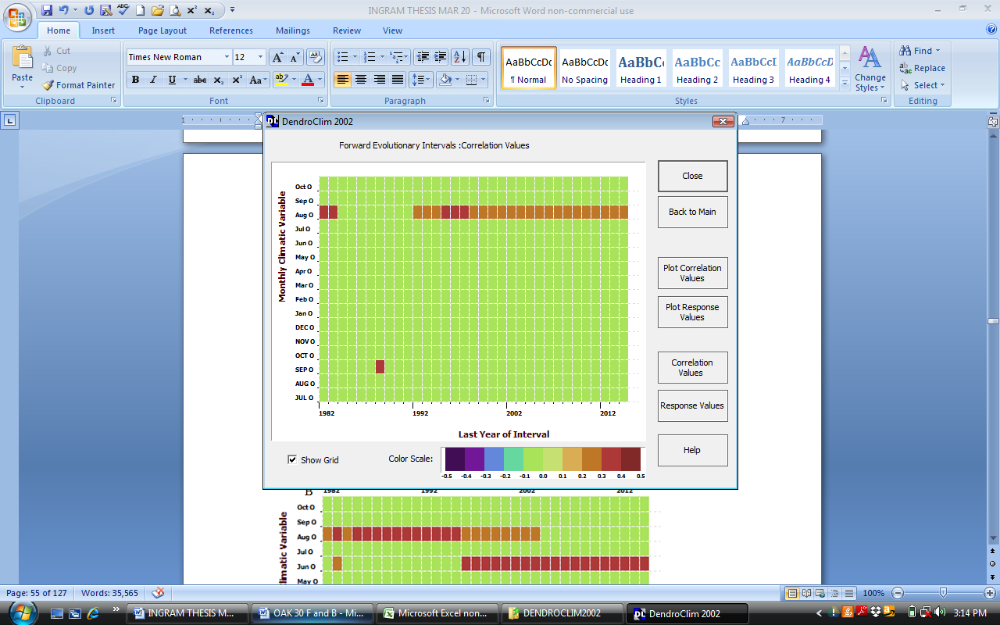 INGRAM THESIS MAR 20 - Microsoft Word non-commercial use
Home Insert Page Layout References Mailings Review View
Paste
Cut
Copy
Format Painter
Clipboard
Times New Roman 12
Font
Paragraph
AaBbCcDc AaBbCcDc AaBbC AaBbCc AaBbCcI AaBbCcD
¶ Normal No Spacing Heading 1 Heading 2 Heading 3 Heading 4
Styles
Change
Styles
Find
Replace
Select
Editing
1 7
DendroClim 2002
Forward Evolutionary Intervals :Correlation Values
Monthly Climatic Variable
Oct O
Sep O
Aug O
Jul O
Jun O
May O
Apr O
Mar O
Feb O
Jan O
DEC O
NOV O
OCT O
SEP O
AUG O
JUL O
1982 1992 2002 2012
Last Year of Interval
Show Grid
Color Scale:
-0.5 -0.4 -0.3 -0.2 -0.1 0.0 0.1 0.2 0.3 0.4 0.5
Close
Back to Main
Plot Correlation
Values
Plot Response
Values
Correlation
Values
Response Values
Help
B
1982 1992 2002 2012
Climatic Variable
Oct O
Sep O
Aug O
Jul O
Jun O
May O
Page: 55 of 127 Words: 35,565 100%
INGRAM THESIS M... OAK 30 F and B - Mi... Microsoft Excel non... DENDROCLIM2002 DendroClim 2002 3:14 PM